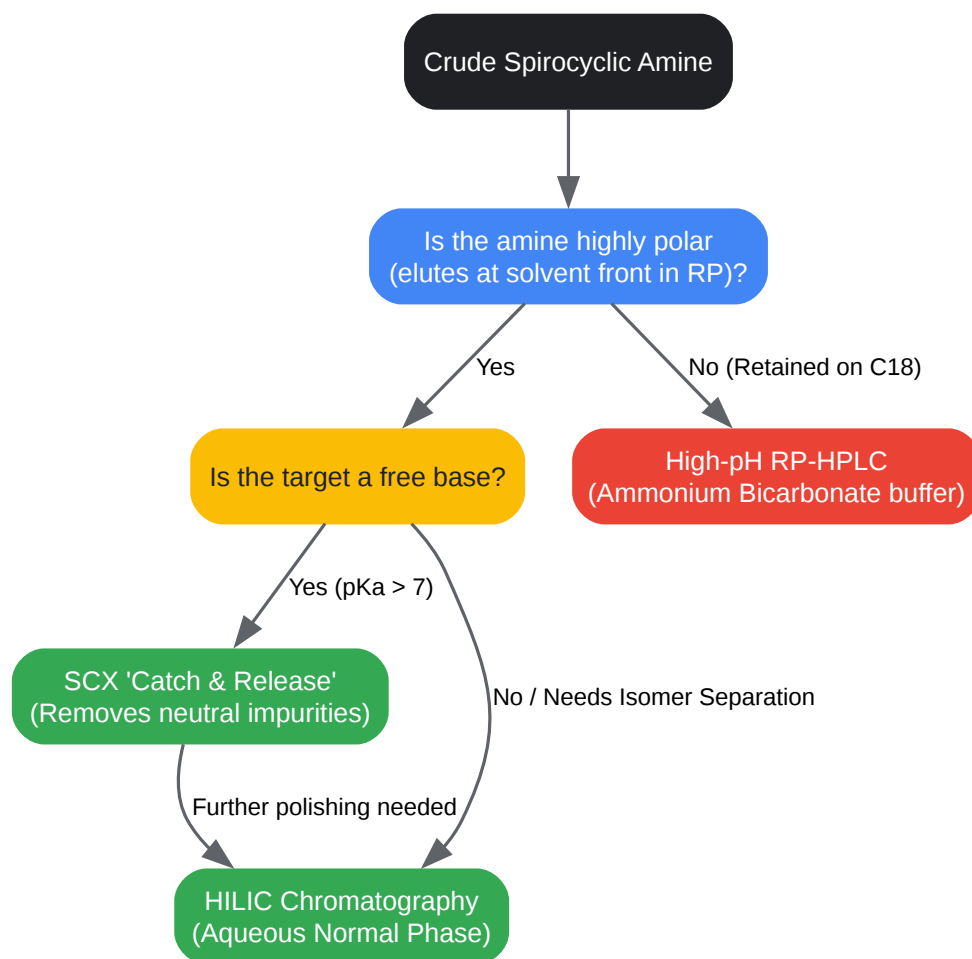 Crude Spirocyclic Amine
Is the amine highly polar
(elutes at solvent front in RP)?
Yes
No (Retained on C18)
Is the target a free base?
High-pH RP-HPLC
(Ammonium Bicarbonate buffer)
Yes (pKa > 7)
SCX 'Catch & Release'
(Removes neutral impurities)
No / Needs Isomer Separation
Further polishing needed
HILIC Chromatography
(Aqueous Normal Phase)